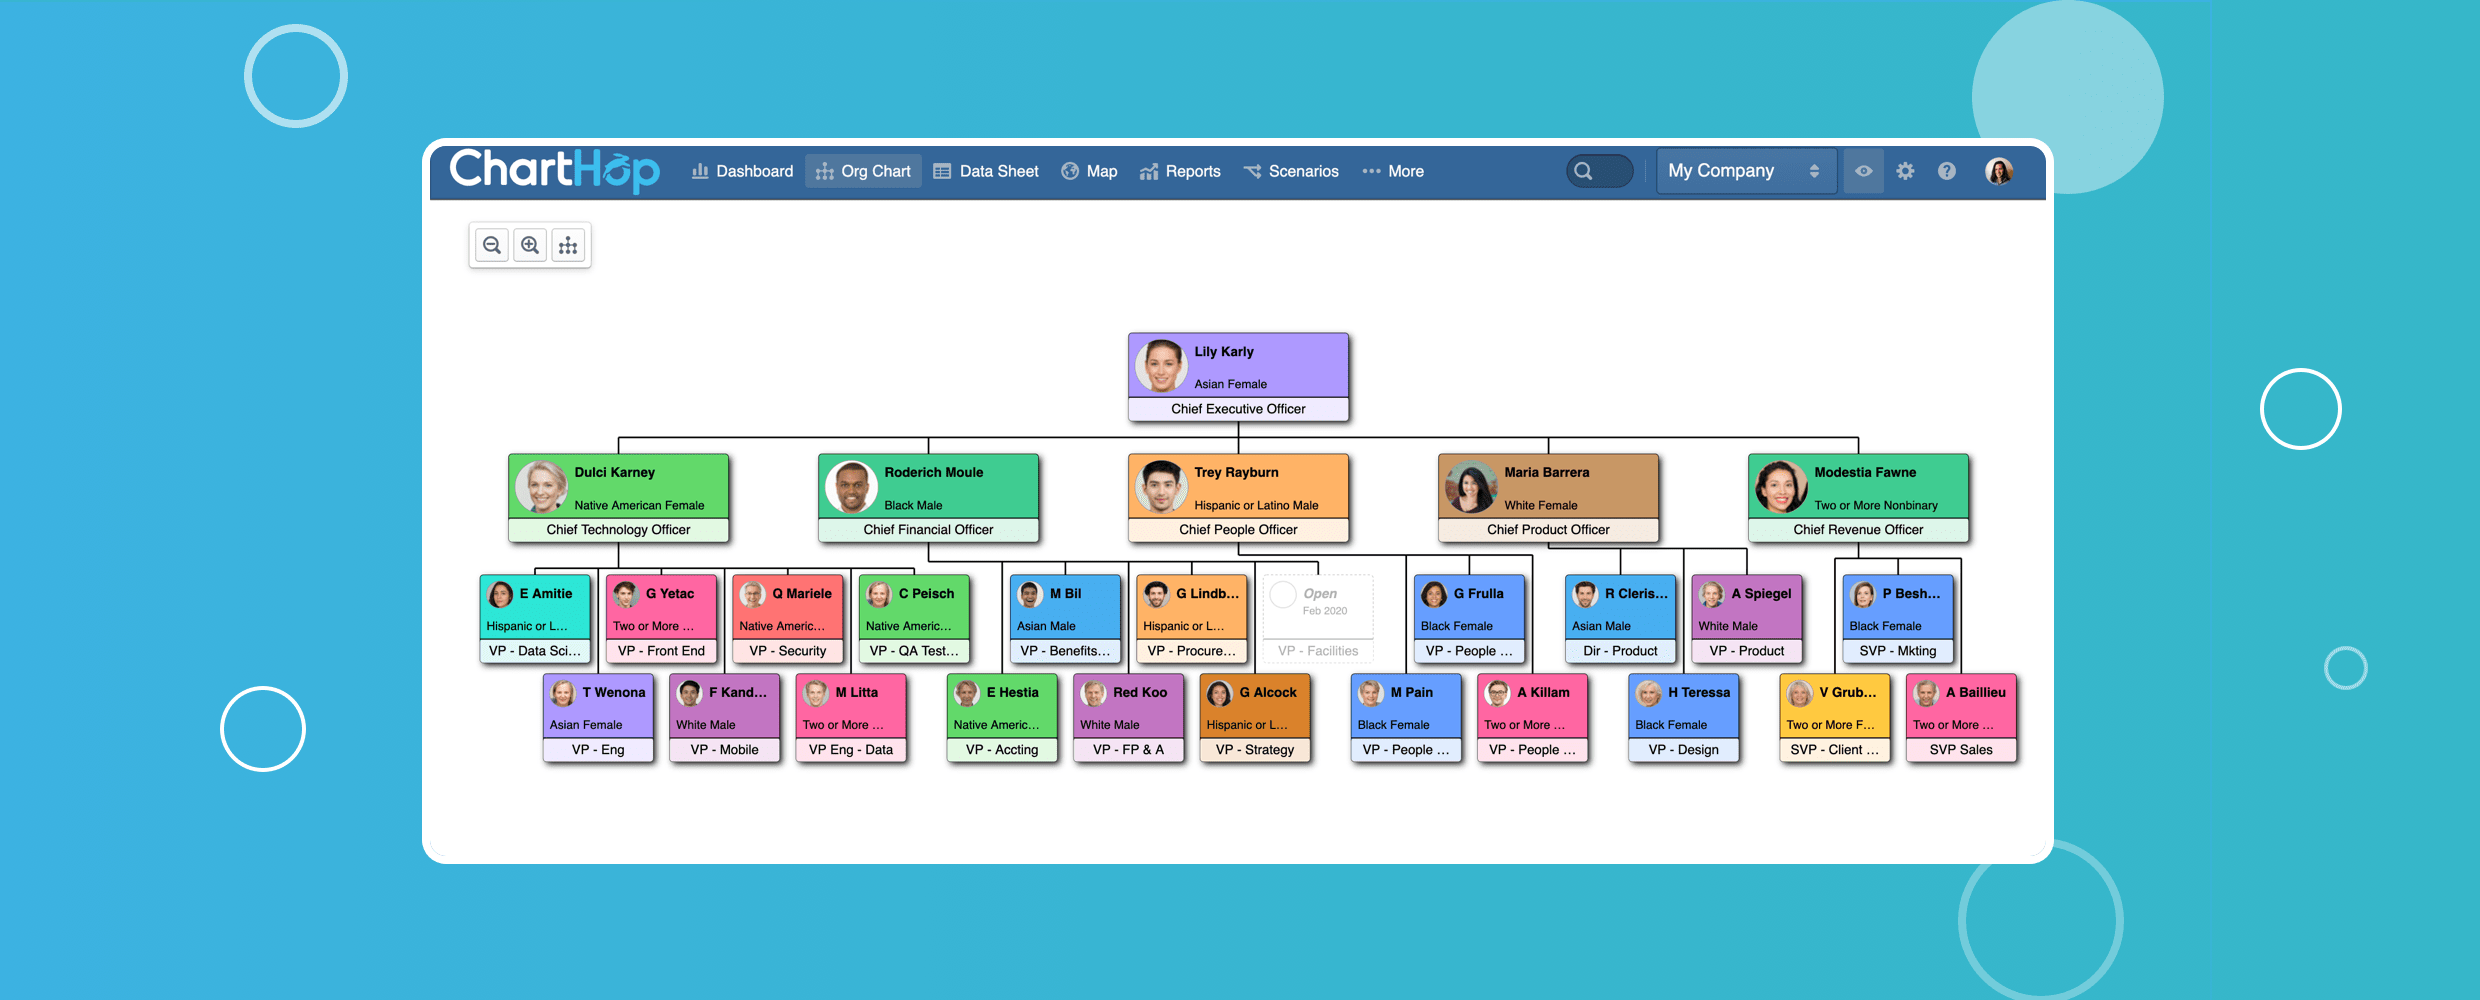 ChartHop
Dashboard
Org Chart
Data Sheet
Map
Reports
Scenarios
More
My Company
Lily Karly
Asian Female
Chief Executive Officer
Dulci Karney
Native American Female
Chief Technology Officer
Roderich Moule
Black Male
Chief Financial Officer
Trey Rayburn
Hispanic or Latino Male
Chief People Officer
Maria Barrera
White Female
Chief Product Officer
Modestia Fawne
Two or More Nonbinary
Chief Revenue Officer
E Amitie
Hispanic or L...
VP - Data Sci...
G Yetac
Two or More ...
VP - Front End
Q Mariele
Native Americ...
VP - Security
C Peisch
Native Americ...
VP - QA Test...
M Bil
Asian Male
VP - Benefits...
G Lindb...
Hispanic or L...
VP - Procure...
Open
Feb 2020
VP - Facilities
G Frulla
Black Female
VP - People ...
R Cleris...
Asian Male
Dir - Product
A Spiegel
White Male
VP - Product
P Besh...
Black Female
SVP - Mkting
T Wenona
Asian Female
VP - Eng
F Kand...
White Male
VP - Mobile
M Litta
Two or More ...
VP Eng - Data
E Hestia
Native Americ...
VP - Accting
Red Koo
White Male
VP - FP & A
G Alcock
Hispanic or L...
VP - Strategy
M Pain
Black Female
VP - People ...
A Killam
Two or More ...
VP - People ...
H Teressa
Black Female
VP - Design
V Grub...
Two or More F...
SVP - Client ...
A Baillieu
Two or More ...
SVP Sales